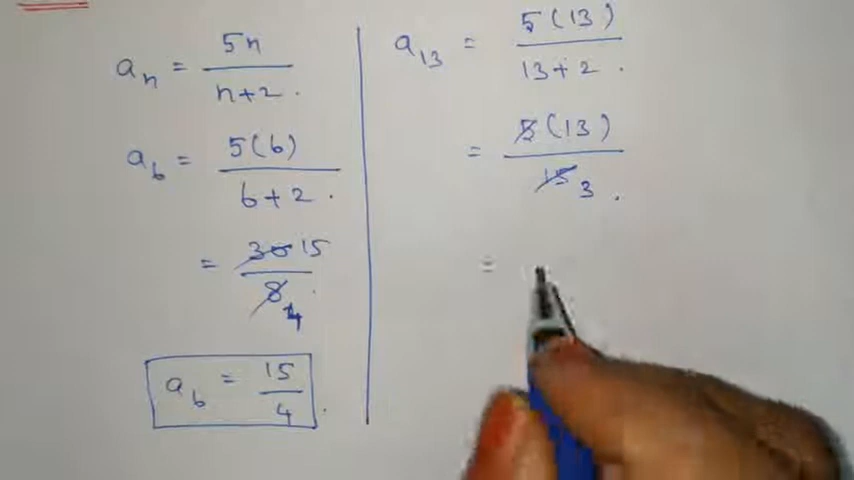 aₙ = 5n / n+2 .
a₆ = 5(6) / 6+2 .
= 30 15 / 8 4 .
a₆ = 15 / 4 .
a₁₃ = 5(13) / 13+2 .
= 5(13) / 15 3 .
=